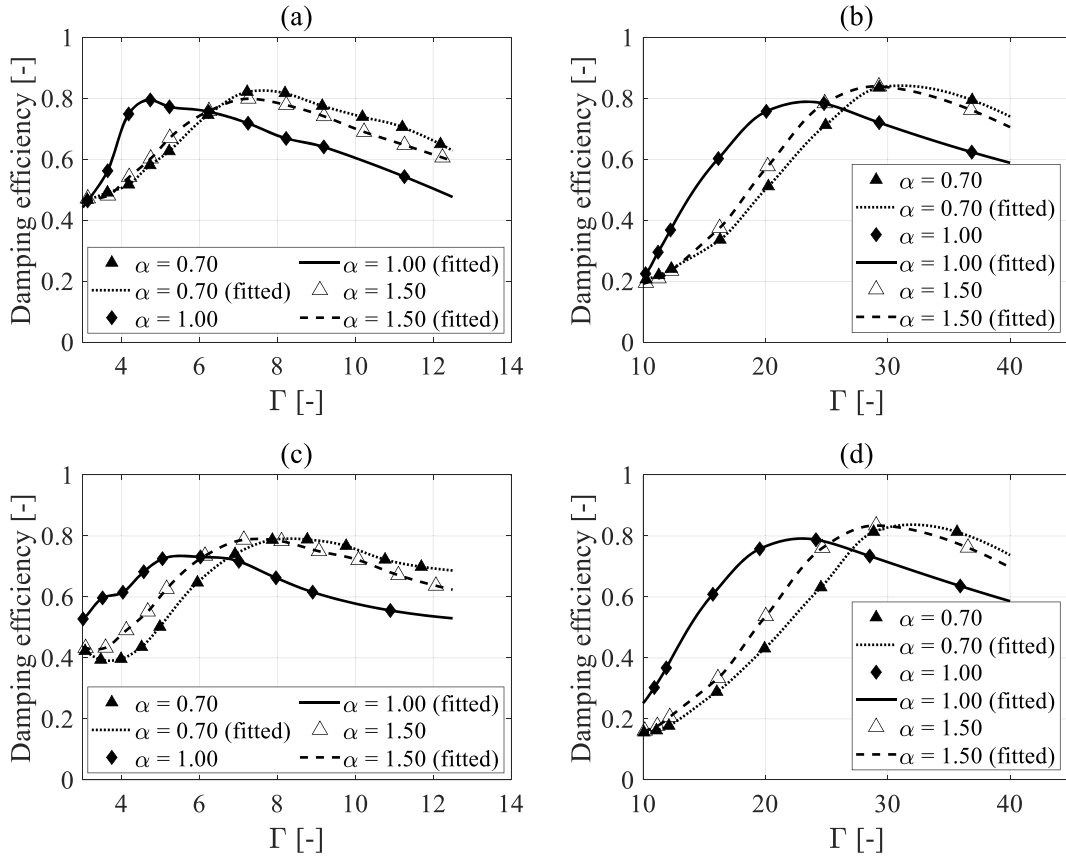 (a)
Damping efficiency [-]
1
0.8
0.6
0.4
0.2
0
α = 0.70
α = 0.70 (fitted)
α = 1.00
α = 1.00 (fitted)
α = 1.50
α = 1.50 (fitted)
4 6 8 10 12 14
Γ [-]
(b)
Damping efficiency [-]
1
0.8
0.6
0.4
0.2
0
α = 0.70
α = 0.70 (fitted)
α = 1.00
α = 1.00 (fitted)
α = 1.50
α = 1.50 (fitted)
10 20 30 40
Γ [-]
(c)
Damping efficiency [-]
1
0.8
0.6
0.4
0.2
0
α = 0.70
α = 0.70 (fitted)
α = 1.00
α = 1.00 (fitted)
α = 1.50
α = 1.50 (fitted)
4 6 8 10 12 14
Γ [-]
(d)
Damping efficiency [-]
1
0.8
0.6
0.4
0.2
0
α = 0.70
α = 0.70 (fitted)
α = 1.00
α = 1.00 (fitted)
α = 1.50
α = 1.50 (fitted)
10 20 30 40
Γ [-]